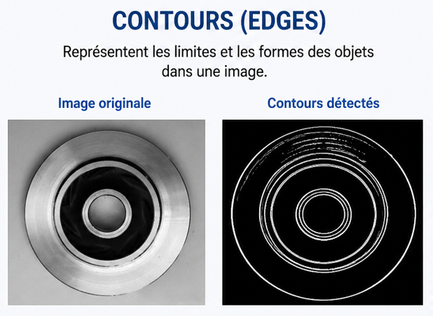 CONTOURS (EDGES)
Représentent les limites et les formes des objets
dans une image.
Image originale
Contours détectés